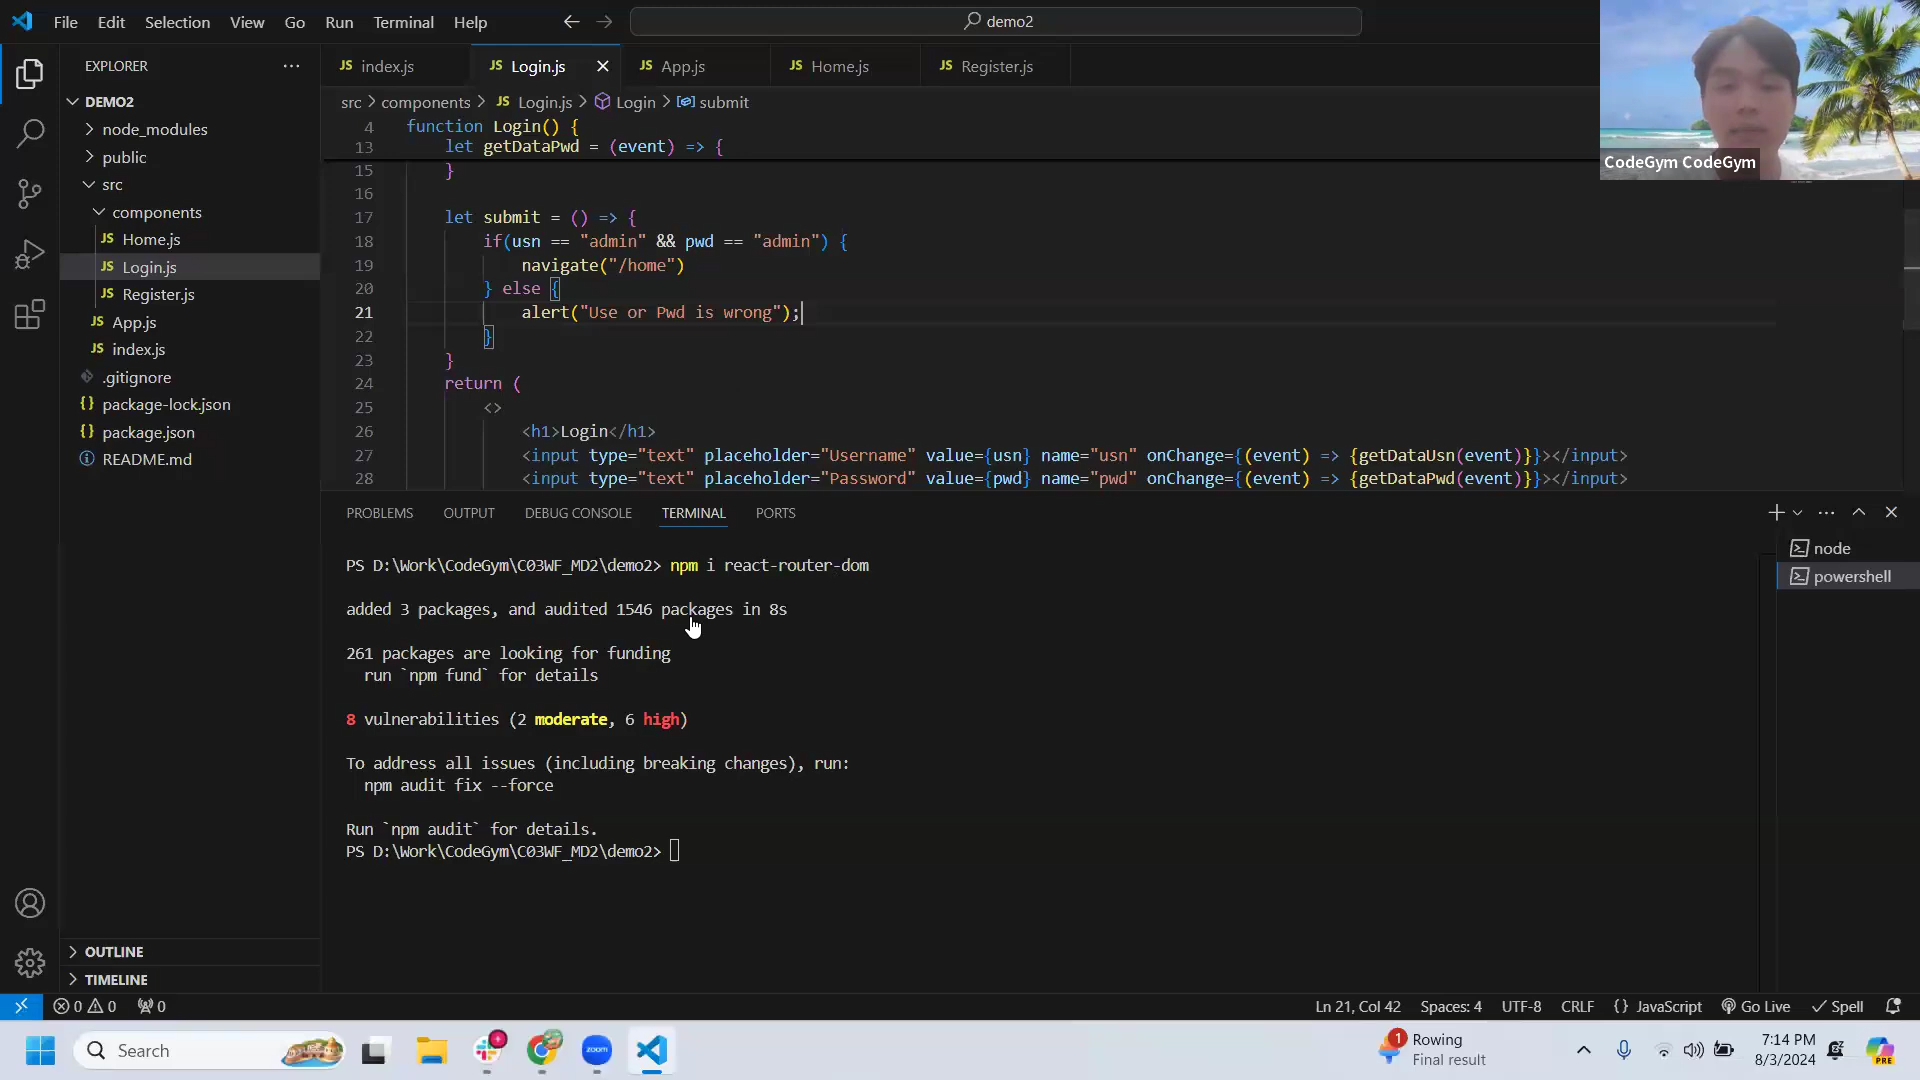 File Edit Selection View Go Run Terminal Help
demo2
CodeGym CodeGym
EXPLORER
DEMO2
node_modules
public
src
components
JS Home.js
JS Login.js
JS Register.js
JS App.js
JS index.js
.gitignore
{} package-lock.json
{} package.json
README.md
OUTLINE
TIMELINE
JS index.js JS Login.js JS App.js JS Home.js JS Register.js
src > components > JS Login.js > Login > submit
4 function Login() {
13 let getDataPwd = (event) => {
15 }
16
17 let submit = () => {
18 if(usn == "admin" && pwd == "admin") {
19 navigate("/home")
20 } else {
21 alert("Use or Pwd is wrong");
22 }
23 }
24 return (
25 <>
26 <h1>Login</h1>
27 <input type="text" placeholder="Username" value={usn} name="usn" onChange={(event) => {getDataUsn(event)}}></input>
28 <input type="text" placeholder="Password" value={pwd} name="pwd" onChange={(event) => {getDataPwd(event)}}></input>
PROBLEMS OUTPUT DEBUG CONSOLE TERMINAL PORTS
node
powershell
PS D:\Work\CodeGym\C03WF_MD2\demo2> npm i react-router-dom
added 3 packages, and audited 1546 packages in 8s
261 packages are looking for funding
run `npm fund` for details
8 vulnerabilities (2 moderate, 6 high)
To address all issues (including breaking changes), run:
npm audit fix --force
Run `npm audit` for details.
PS D:\Work\CodeGym\C03WF_MD2\demo2>
0 0 0
Ln 21, Col 42 Spaces: 4 UTF-8 CRLF {} JavaScript Go Live Spell
Search
zoom
1
Rowing
Final result
7:14 PM
8/3/2024
PRE